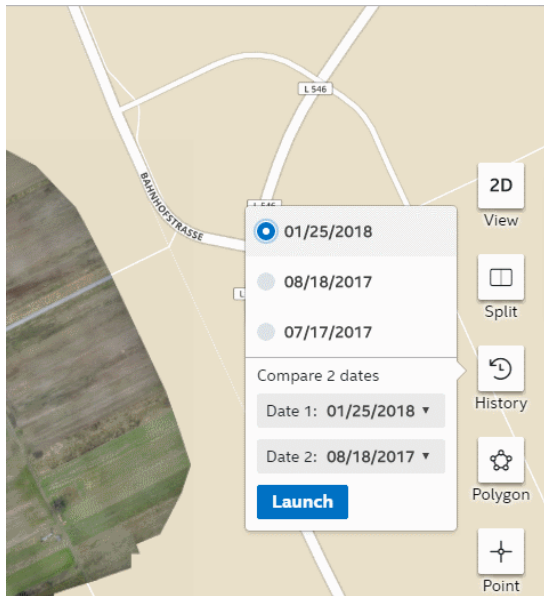 L 546
BAHNHOFSTRASSE
L 546
01/25/2018
08/18/2017
07/17/2017
Compare 2 dates
Date 1: 01/25/2018 ▼
Date 2: 08/18/2017 ▼
Launch
2D
View
Split
History
Polygon
Point